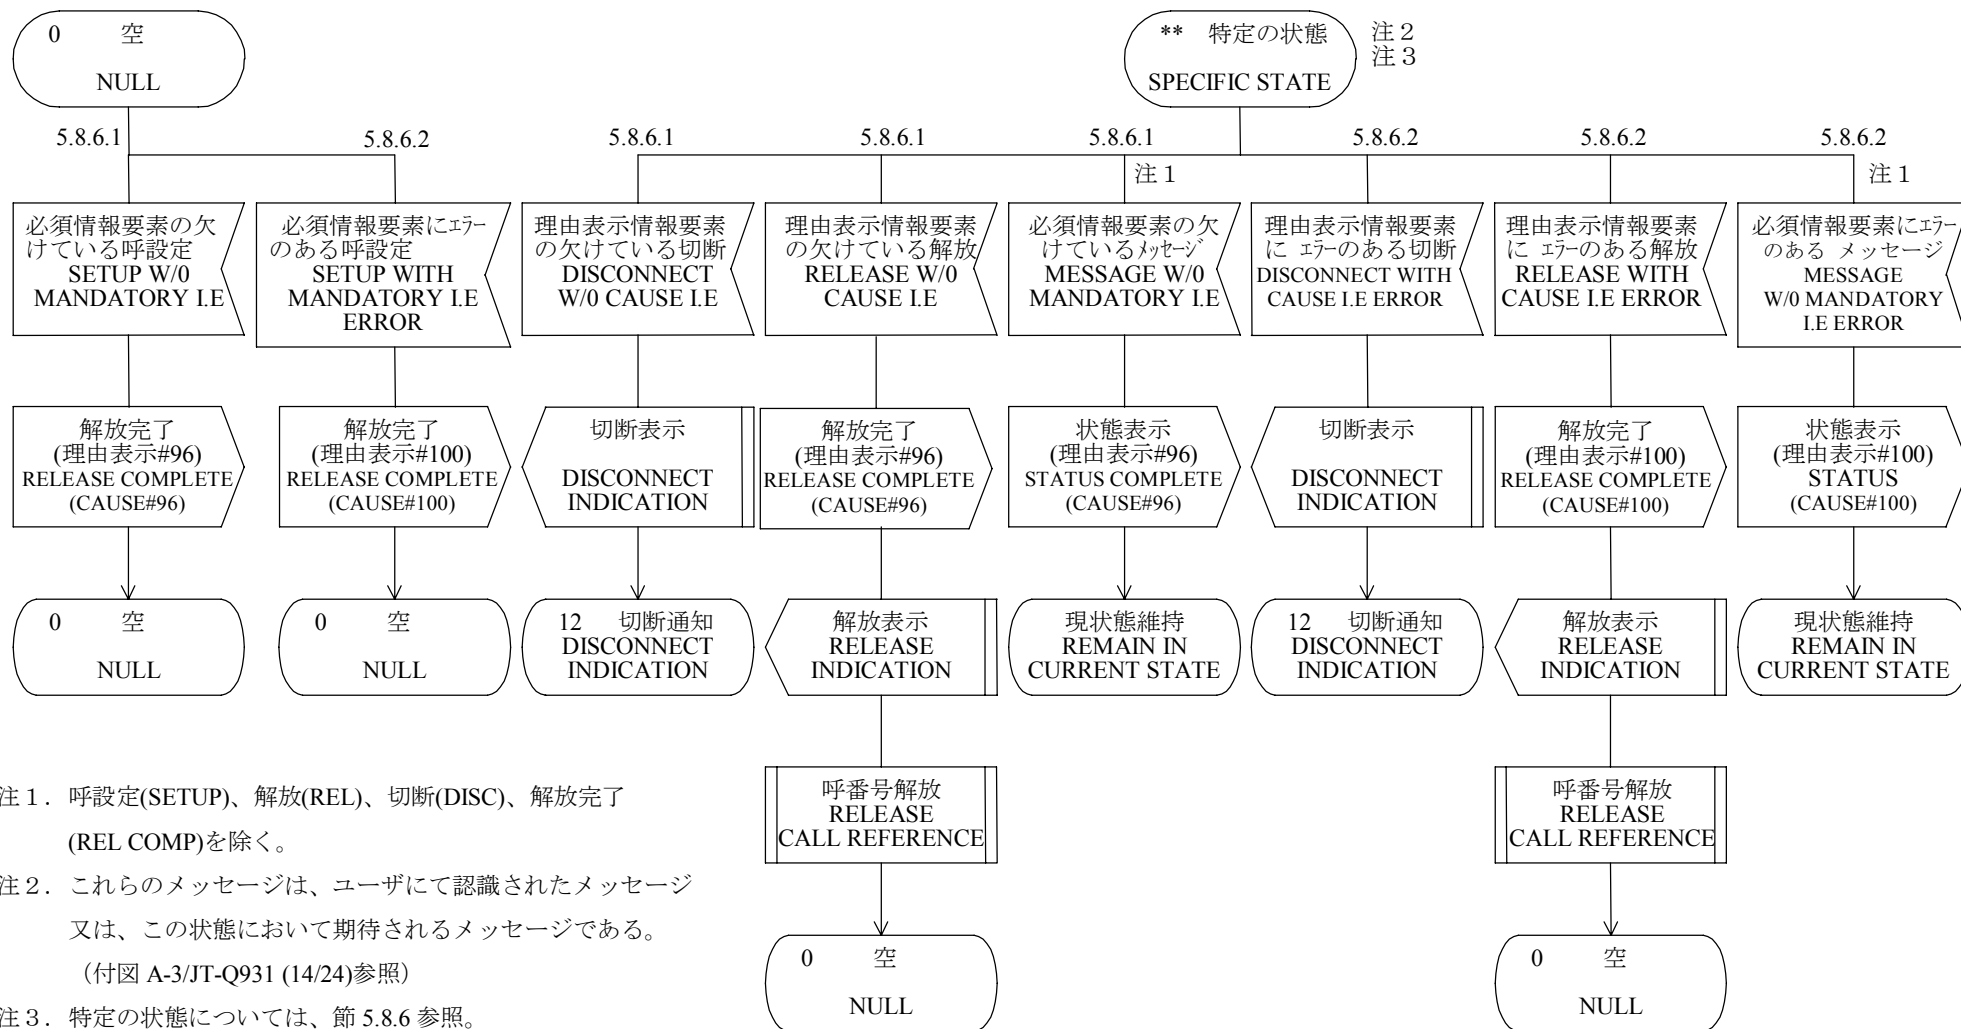 0 空
NULL
** 特定の状態
SPECIFIC STATE
注２
注３
5.8.6.1
5.8.6.2
5.8.6.1
5.8.6.1
5.8.6.1
5.8.6.2
5.8.6.2
5.8.6.2
注１
注１
必須情報要素の欠
けている呼設定
SETUP W/0
MANDATORY I.E
必須情報要素にエラー
のある呼設定
SETUP WITH
MANDATORY I.E
ERROR
理由表示情報要素
の欠けている切断
DISCONNECT
W/0 CAUSE I.E
理由表示情報要素
の欠けている解放
RELEASE W/0
CAUSE I.E
必須情報要素の欠
けているメッセージ
MESSAGE W/0
MANDATORY I.E
理由表示情報要素
に エラーのある切断
DISCONNECT WITH
CAUSE I.E ERROR
理由表示情報要素
に エラーのある解放
RELEASE WITH
CAUSE I.E ERROR
必須情報要素にエラー
のある メッセージ
MESSAGE
W/0 MANDATORY
I.E ERROR
解放完了
(理由表示#96)
RELEASE COMPLETE
(CAUSE#96)
解放完了
(理由表示#100)
RELEASE COMPLETE
(CAUSE#100)
切断表示
DISCONNECT
INDICATION
解放完了
(理由表示#96)
RELEASE COMPLETE
(CAUSE#96)
状態表示
(理由表示#96)
STATUS COMPLETE
(CAUSE#96)
切断表示
DISCONNECT
INDICATION
解放完了
(理由表示#100)
RELEASE COMPLETE
(CAUSE#100)
状態表示
(理由表示#100)
STATUS
(CAUSE#100)
0 空
NULL
0 空
NULL
12 切断通知
DISCONNECT
INDICATION
解放表示
RELEASE
INDICATION
現状態維持
REMAIN IN
CURRENT STATE
12 切断通知
DISCONNECT
INDICATION
解放表示
RELEASE
INDICATION
現状態維持
REMAIN IN
CURRENT STATE
呼番号解放
RELEASE
CALL REFERENCE
呼番号解放
RELEASE
CALL REFERENCE
0 空
NULL
0 空
NULL
注１．呼設定(SETUP)、解放(REL)、切断(DISC)、解放完了
(REL COMP)を除く。
注２．これらのメッセージは、ユーザにて認識されたメッセージ
又は、この状態において期待されるメッセージである。
（付図 A-3/JT-Q931 (14/24)参照）
注３．特定の状態については、節 5.8.6 参照。